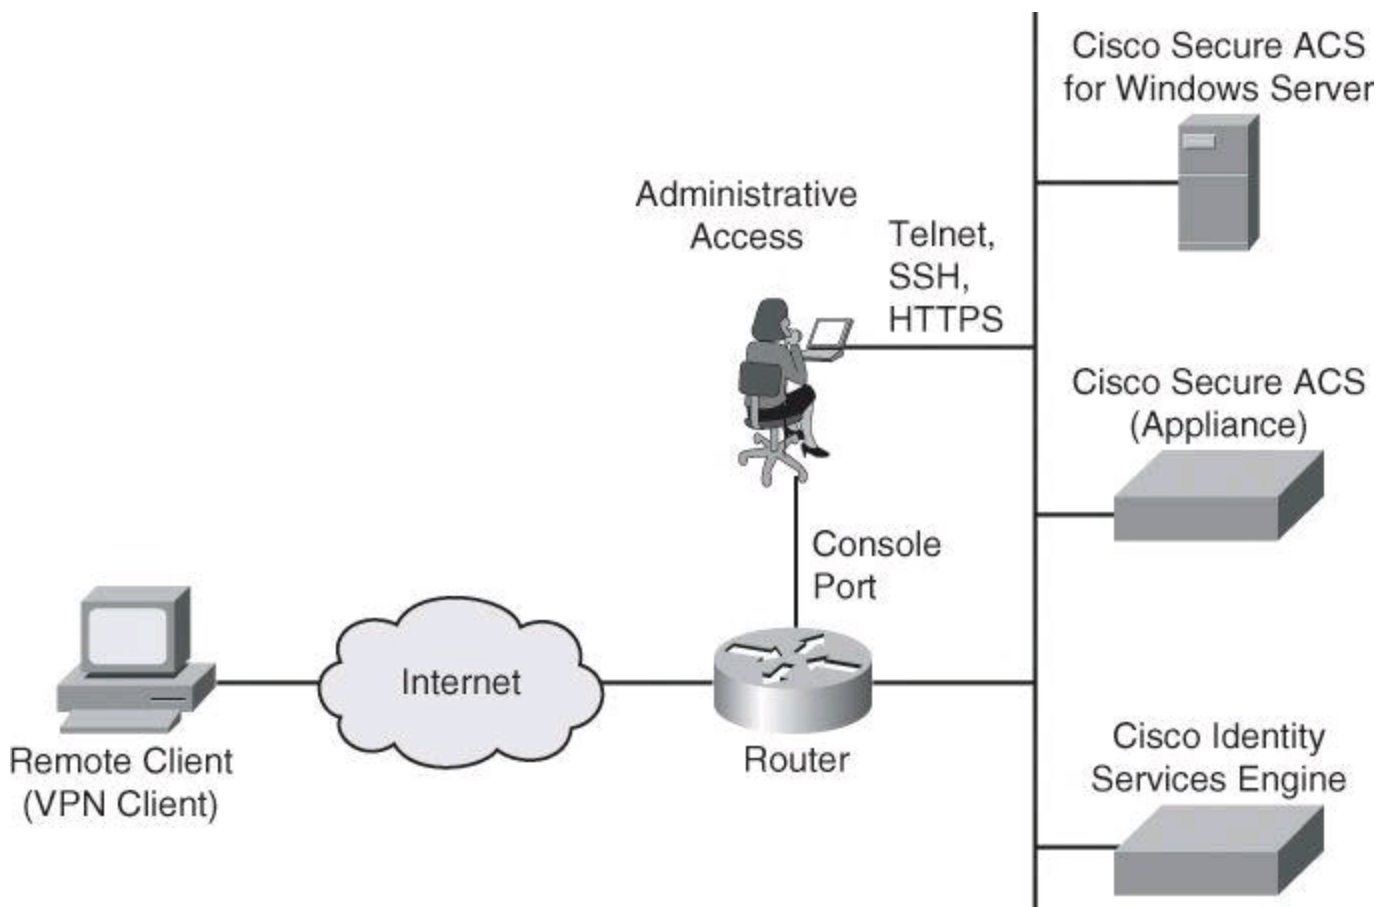 Cisco Secure ACS
for Windows Server
Administrative
Access
Telnet,
SSH,
HTTPS
Cisco Secure ACS
(Appliance)
Console
Port
Internet
Remote Client
(VPN Client)
Router
Cisco Identity
Services Engine